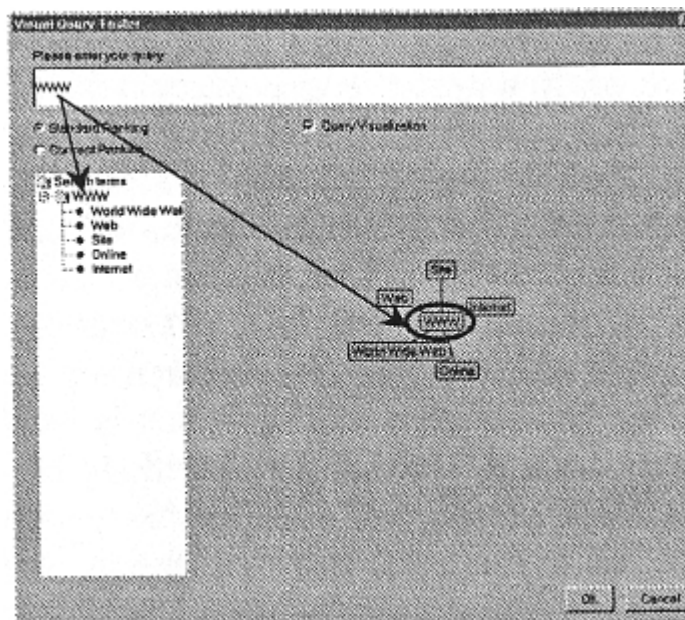 Visual Query
Please enter your query
WWW
Standard Ranking
Query Visualization
Search terms
WWW
World Wide Web
Web
Site
Online
Internet
Site
Web
Internet
WWW
World Wide Web
Online
OK
Cancel